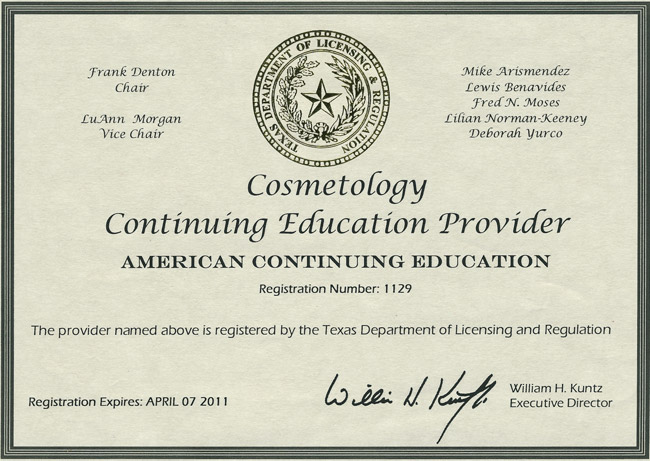 Frank Denton
Chair
LuAnn Morgan
Vice Chair
TEXAS DEPARTMENT OF LICENSING & REGULATION
Mike Arismendez
Lewis Benavides
Fred N. Moses
Lilian Norman-Keeney
Deborah Yurco
Cosmetology
Continuing Education Provider
AMERICAN CONTINUING EDUCATION
Registration Number: 1129
The provider named above is registered by the Texas Department of Licensing and Regulation
Registration Expires: APRIL 07 2011
William H. Kuntz
William H. Kuntz
Executive Director